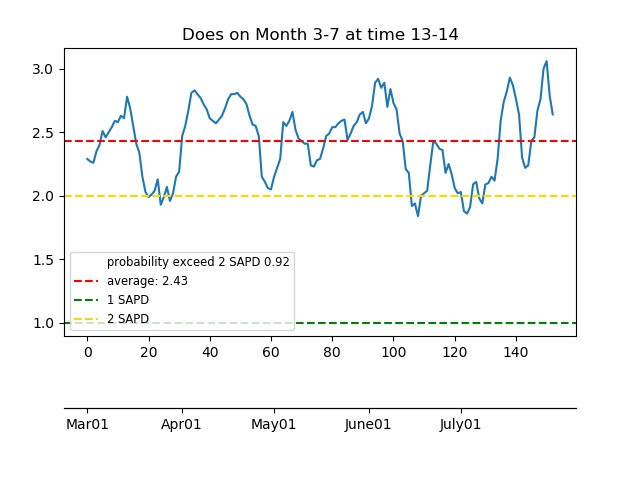 Does on Month 3-7 at time 13-14
3.0
2.5
2.0
1.5
1.0
probability exceed 2 SAPD 0.92
average: 2.43
1 SAPD
2 SAPD
0 20 40 60 80 100 120 140
Mar01 Apr01 May01 June01 July01